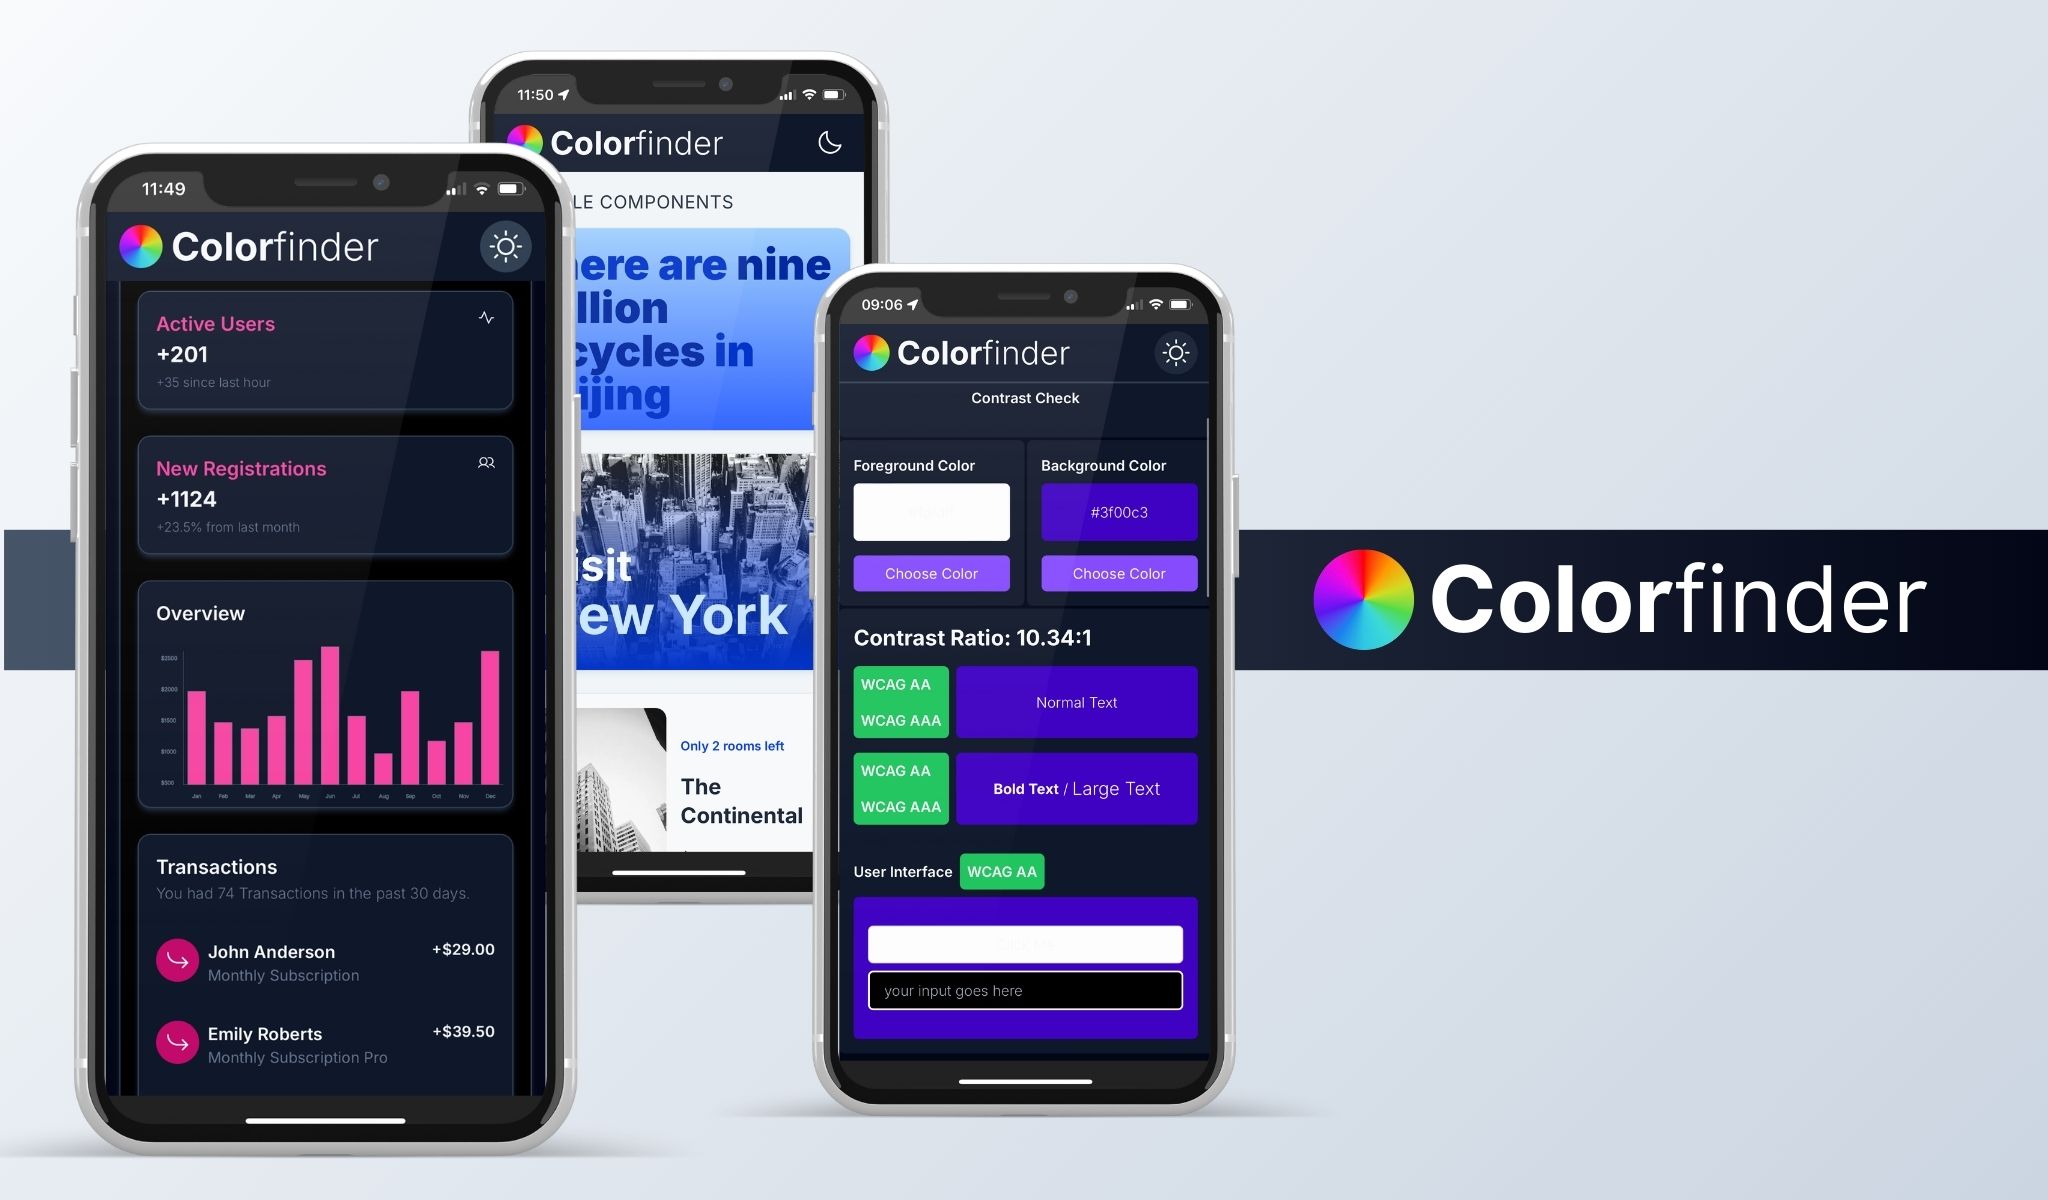 11:49
Colorfinder
Active Users
+201
+35 since last hour
New Registrations
+1124
+23.5% from last month
Overview
$2500
$2000
$1500
$1000
$500
Jan Feb Mar Apr May Jun Jul Aug Sep Oct Nov Dec
Transactions
You had 74 Transactions in the past 30 days.
John Anderson +$29.00
Monthly Subscription
Emily Roberts +$39.50
Monthly Subscription Pro
11:50
Colorfinder
LE COMPONENTS
ere are nine
llion
cycles in
ijing
isit
ew York
Only 2 rooms left
The
Continental
09:06
Colorfinder
Contrast Check
Foreground Color Background Color
#3f00c3
Choose Color Choose Color
Contrast Ratio: 10.34:1
WCAG AA
WCAG AAA
Normal Text
WCAG AA
WCAG AAA
Bold Text / Large Text
User Interface WCAG AA
Click Me
your input goes here
Colorfinder